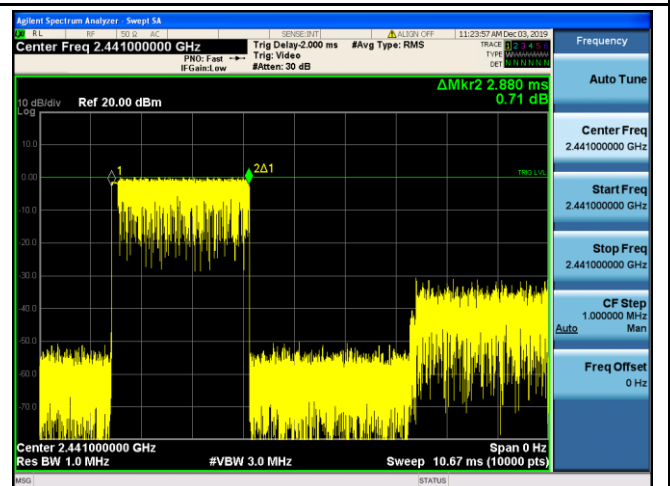 Agilent Spectrum Analyzer - Swept SA
RL RF 50 Ω AC SENSE:INT ALIGN OFF 11:23:57 AM Dec 03, 2019
Center Freq 2.441000000 GHz
PNO: Fast
IFGain:Low
Trig Delay-2.000 ms
Trig: Video
#Atten: 30 dB
#Avg Type: RMS
TRACE 1 2 3 4 5 6
TYPE
DET N N N N N N
ΔMkr2 2.880 ms
0.71 dB
10 dB/div Ref 20.00 dBm
Log
10.0
0.00
-10.0
-20.0
-30.0
-40.0
-50.0
-60.0
-70.0
1
2Δ1
TRIG LVL
Center 2.441000000 GHz Span 0 Hz
Res BW 1.0 MHz #VBW 3.0 MHz Sweep 10.67 ms (10000 pts)
MSG STATUS
Frequency
Auto Tune
Center Freq
2.441000000 GHz
Start Freq
2.441000000 GHz
Stop Freq
2.441000000 GHz
CF Step
1.000000 MHz
Auto Man
Freq Offset
0 Hz